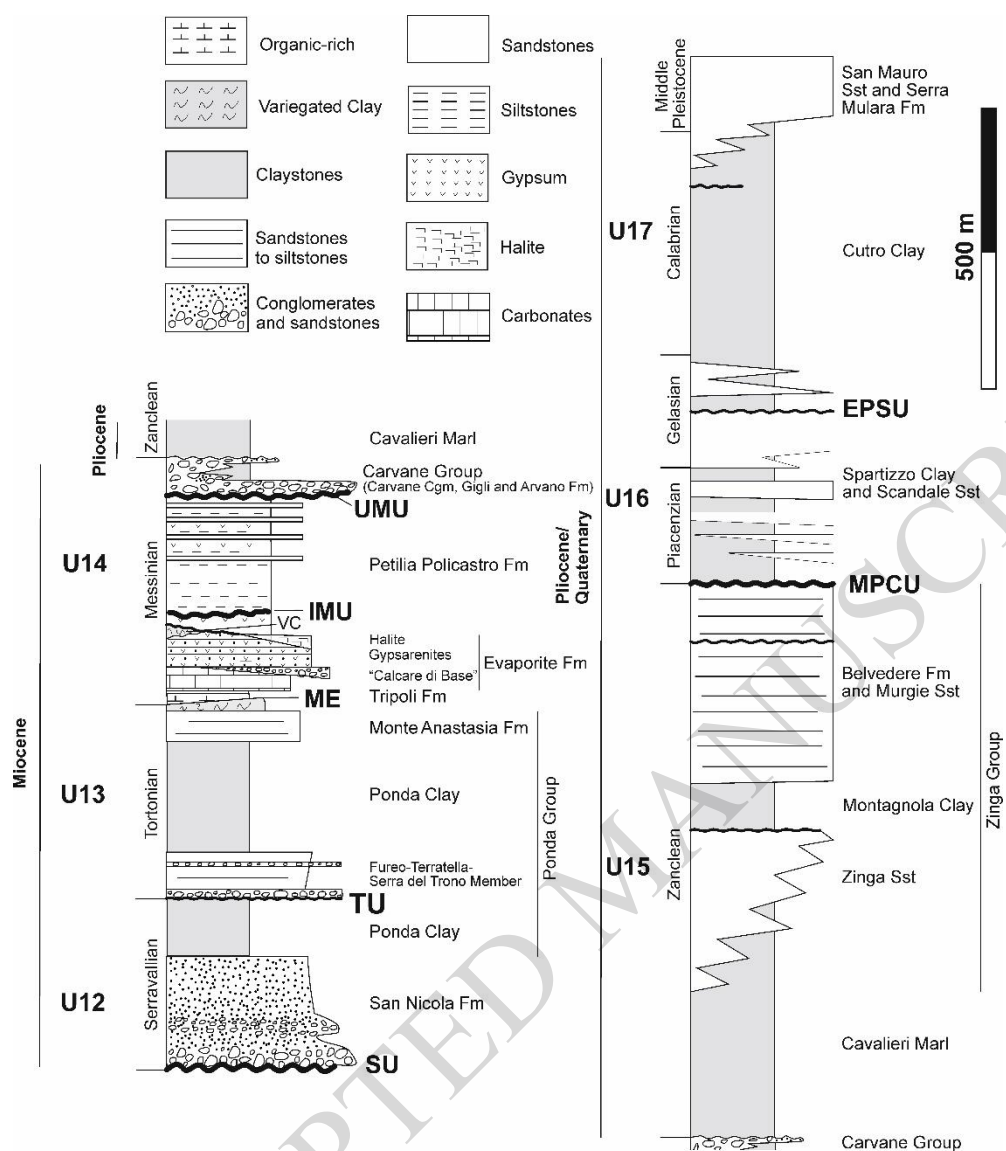 Organic-rich
Variegated Clay
Claystones
Sandstones
to siltstones
Conglomerates
and sandstones
Sandstones
Siltstones
Gypsum
Halite
Carbonates
Pliocene
Zanclean
Cavalieri Marl
Carvane Group
(Carvane Cgm, Gigli and Arvano Fm)
UMU
U14
Messinian
Petilia Policastro Fm
IMU
VC
Halite
Gypsarenites
"Calcare di Base"
Evaporite Fm
ME
Tripoli Fm
Monte Anastasia Fm
Miocene
U13
Tortonian
Ponda Clay
Ponda Group
Fureo-Terratella-
Serra del Trono Member
TU
Ponda Clay
Serravallian
U12
San Nicola Fm
SU
Middle
Pleistocene
San Mauro
Sst and Serra
Mulara Fm
U17
Calabrian
Cutro Clay
500 m
Gelasian
EPSU
Spartizzo Clay
and Scandale Sst
U16
Piacenzian
Pliocene/
Quaternary
MPCU
Belvedere Fm
and Murgie Sst
Zinga Group
Montagnola Clay
U15
Zanclean
Zinga Sst
Cavalieri Marl
Carvane Group
PTED MANUSCR